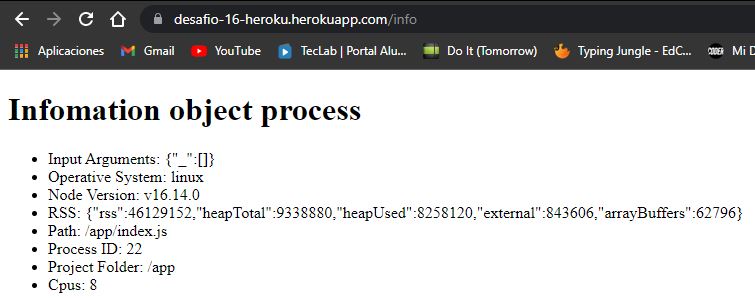 desafio-16-heroku.herokuapp.com/info
Aplicaciones Gmail YouTube TecLab | Portal Alu... Do It (Tomorrow) Typing Jungle - EdC... CODER Mi D
Infomation object process
Input Arguments: {"_":[]}
Operative System: linux
Node Version: v16.14.0
RSS: {"rss":46129152,"heapTotal":9338880,"heapUsed":8258120,"external":843606,"arrayBuffers":62796}
Path: /app/index.js
Process ID: 22
Project Folder: /app
Cpus: 8